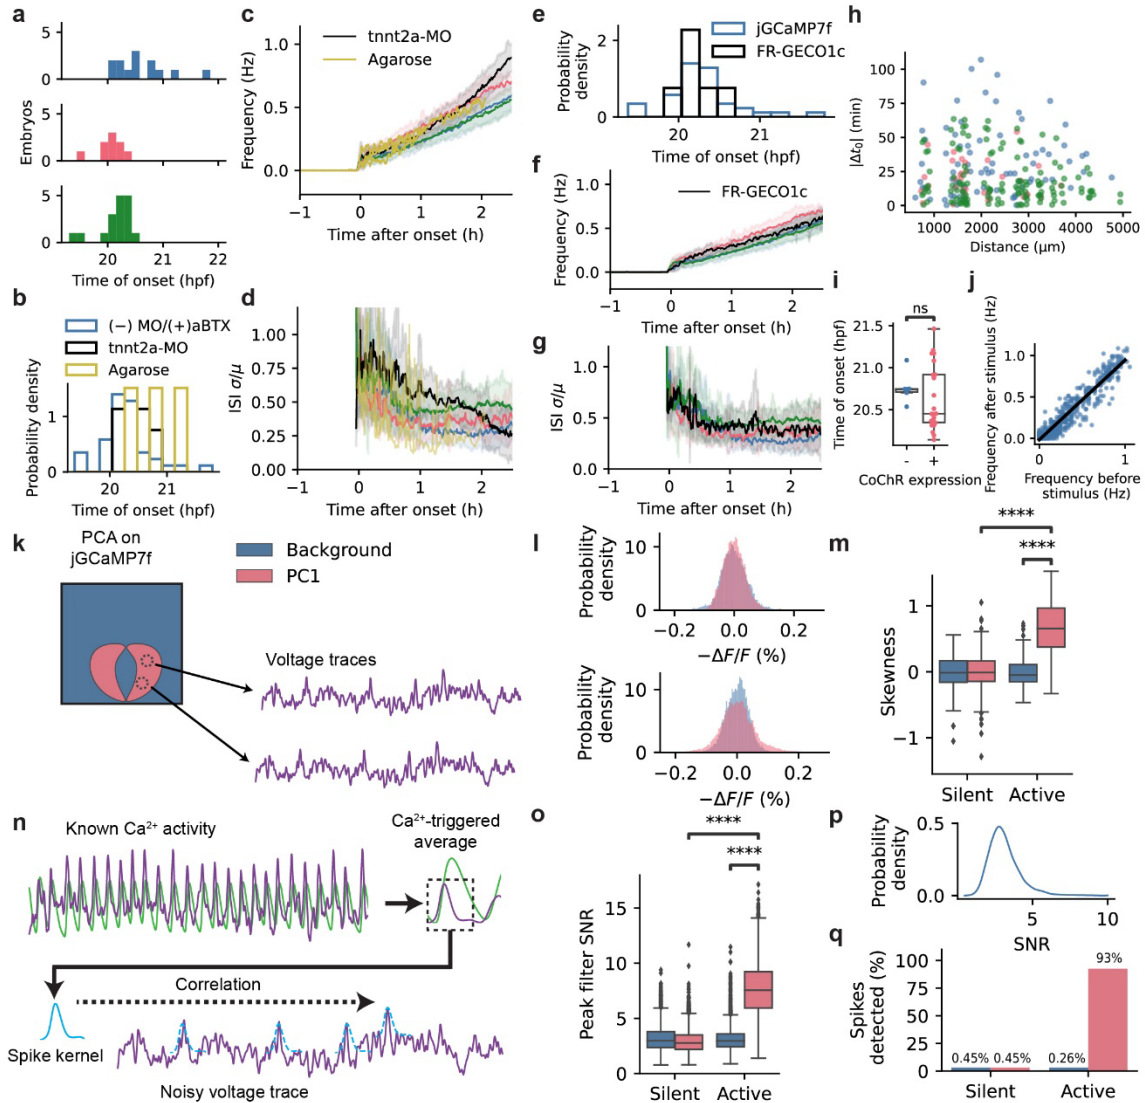 a
5
0
5
0
Embryos
5
0
20
21
22
Time of onset (hpf)
b
(−) MO/(+)aBTX
tnnt2a-MO
Agarose
Probability density
1
0
20
21
Time of onset (hpf)
c
tnnt2a-MO
Agarose
Frequency (Hz)
1.0
0.5
0.0
−1
0
1
2
Time after onset (h)
d
ISI σ/μ
1.00
0.75
0.50
0.25
0.00
−1
0
1
2
Time after onset (h)
e
jGCaMP7f
FR-GECO1c
Probability
density
2
0
20
21
Time of onset (hpf)
f
FR-GECO1c
Frequency (Hz)
1.0
0.5
0.0
−1
0
1
2
Time after onset (h)
g
ISI σ/μ
1.0
0.5
0.0
−1
0
1
2
Time after onset (h)
h
|Δt₀| (min)
100
75
50
25
0
1000
2000
3000
4000
5000
Distance (μm)
i
ns
Time of onset (hpf)
21.5
21.0
20.5
-
+
CoChR expression
j
Frequency after stimulus (Hz)
1.0
0.5
0.0
0
1
Frequency before
stimulus (Hz)
k
PCA on
jGCaMP7f
Background
PC1
Voltage traces
l
Probability
density
10
0
−0.2
0.0
0.2
−ΔF/F (%)
Probability
density
10
0
−0.2
0.0
0.2
−ΔF/F (%)
m
****
****
Skewness
1
0
−1
Silent
Active
n
Known Ca²⁺ activity
Ca²⁺-triggered
average
Correlation
Spike kernel
Noisy voltage trace
o
****
****
Peak filter SNR
15
10
5
0
Silent
Active
p
Probability
density
0.5
0.0
5
10
SNR
q
Spikes
detected (%)
100
75
50
25
0
0.45%
0.45%
0.26%
93%
Silent
Active